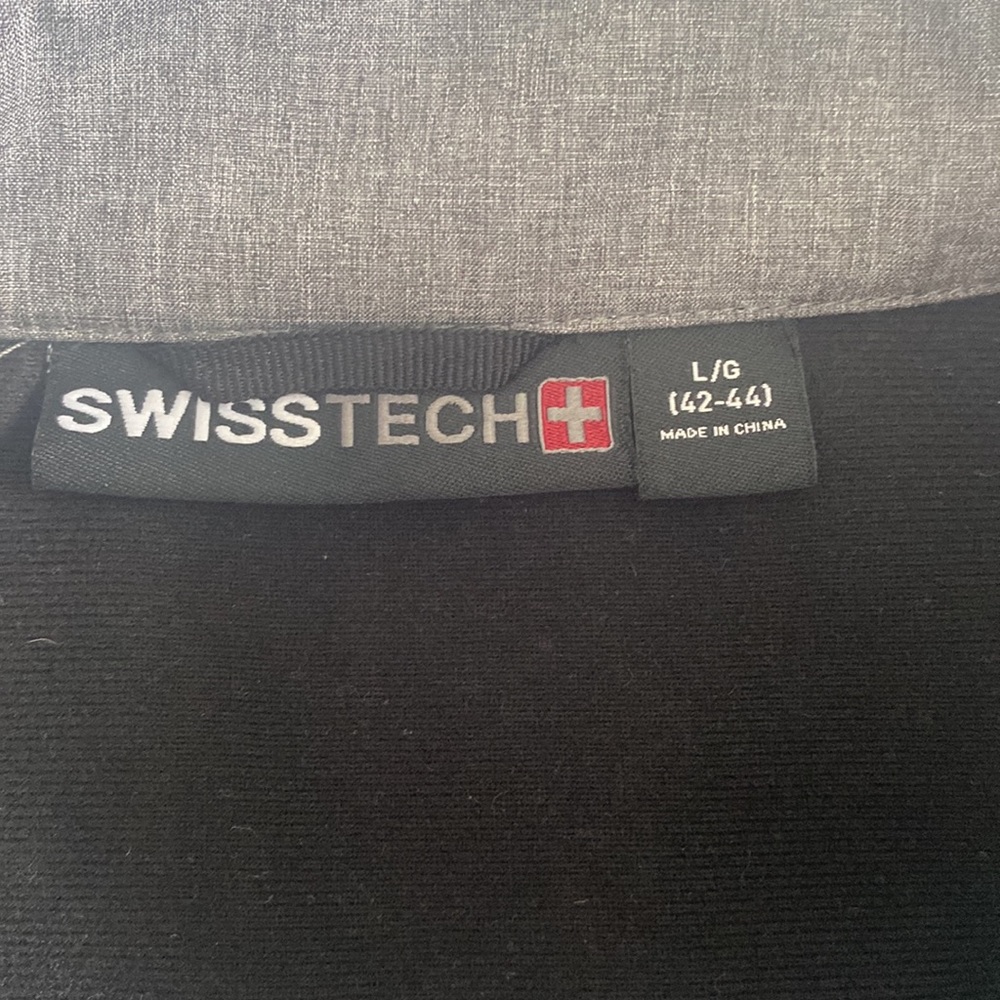 SWISSTECH
L/G
(42-44)
MADE IN CHINA